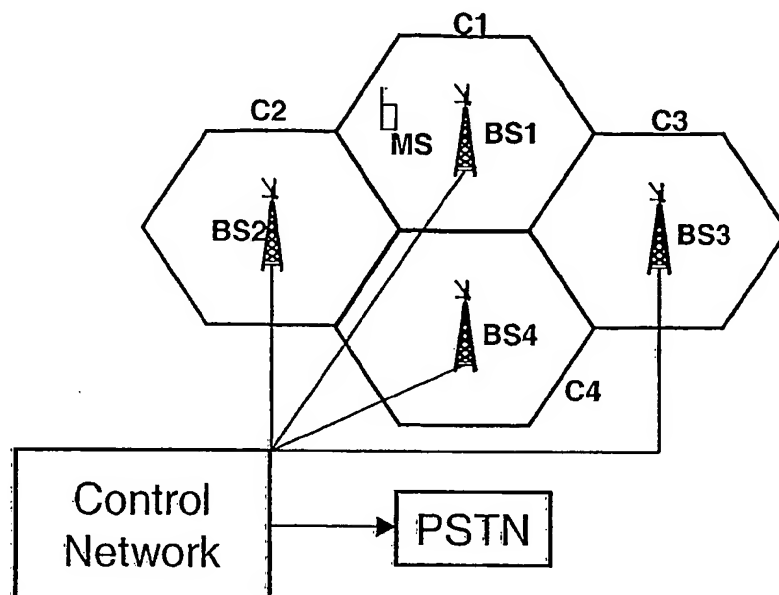 C1
C2
C3
MS
BS1
BS2
BS3
BS4
C4
Control
Network
PSTN